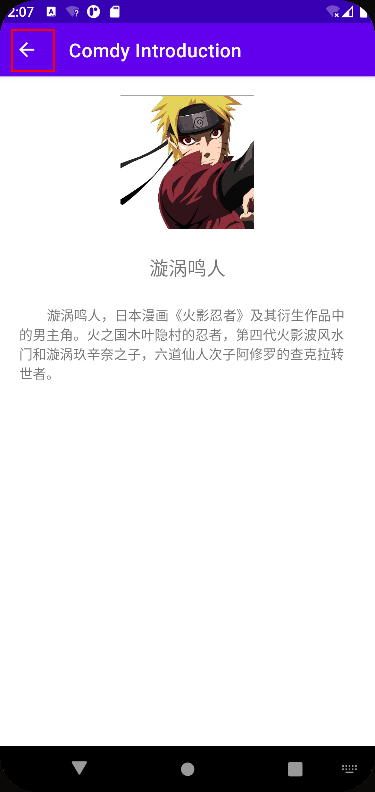 2:07
Comdy Introduction
漩涡鸣人
漩涡鸣人，日本漫画《火影忍者》及其衍生作品中
的男主角。火之国木叶隐村的忍者，第四代火影波风水
门和漩涡玖辛奈之子，六道仙人次子阿修罗的查克拉转
世者。